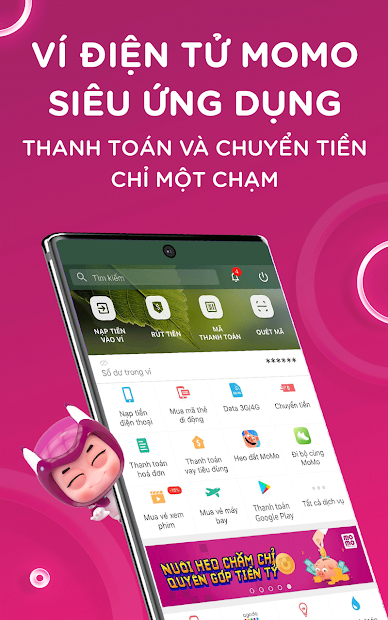 VÍ ĐIỆN TỬ MOMO
SIÊU ỨNG DỤNG
THANH TOÁN VÀ CHUYỂN TIỀN
CHỈ MỘT CHẠM
Tìm kiếm
NẠP TIỀN
VÀO VÍ
RÚT TIỀN
MÃ
THANH TOÁN
QUÉT MÃ
Số dư trong ví
******
Nạp tiền
điện thoại
Mua mã thẻ
di động
Data 3G/4G
Chuyển tiền
Thanh toán
hoá đơn
Thanh toán
vay tiêu dùng
Heo đất MoMo
Đi bộ cùng
MoMo
Mua vé xem
phim
Mua vé máy
bay
Thanh toán
Google Play
Tất cả dịch vụ
NUÔI HEO CHĂM CHỈ
QUYÊN GÓP TIỀN TỶ
mo
mo